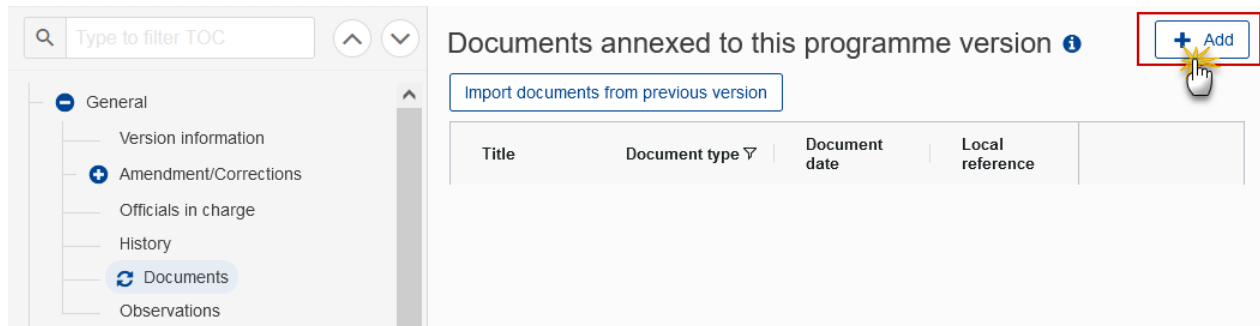 Type to filter TOC
General
Version information
Amendment/Corrections
Officials in charge
History
Documents
Observations
Documents annexed to this programme version
Add
Import documents from previous version
Title
Document type
Document
date
Local
reference